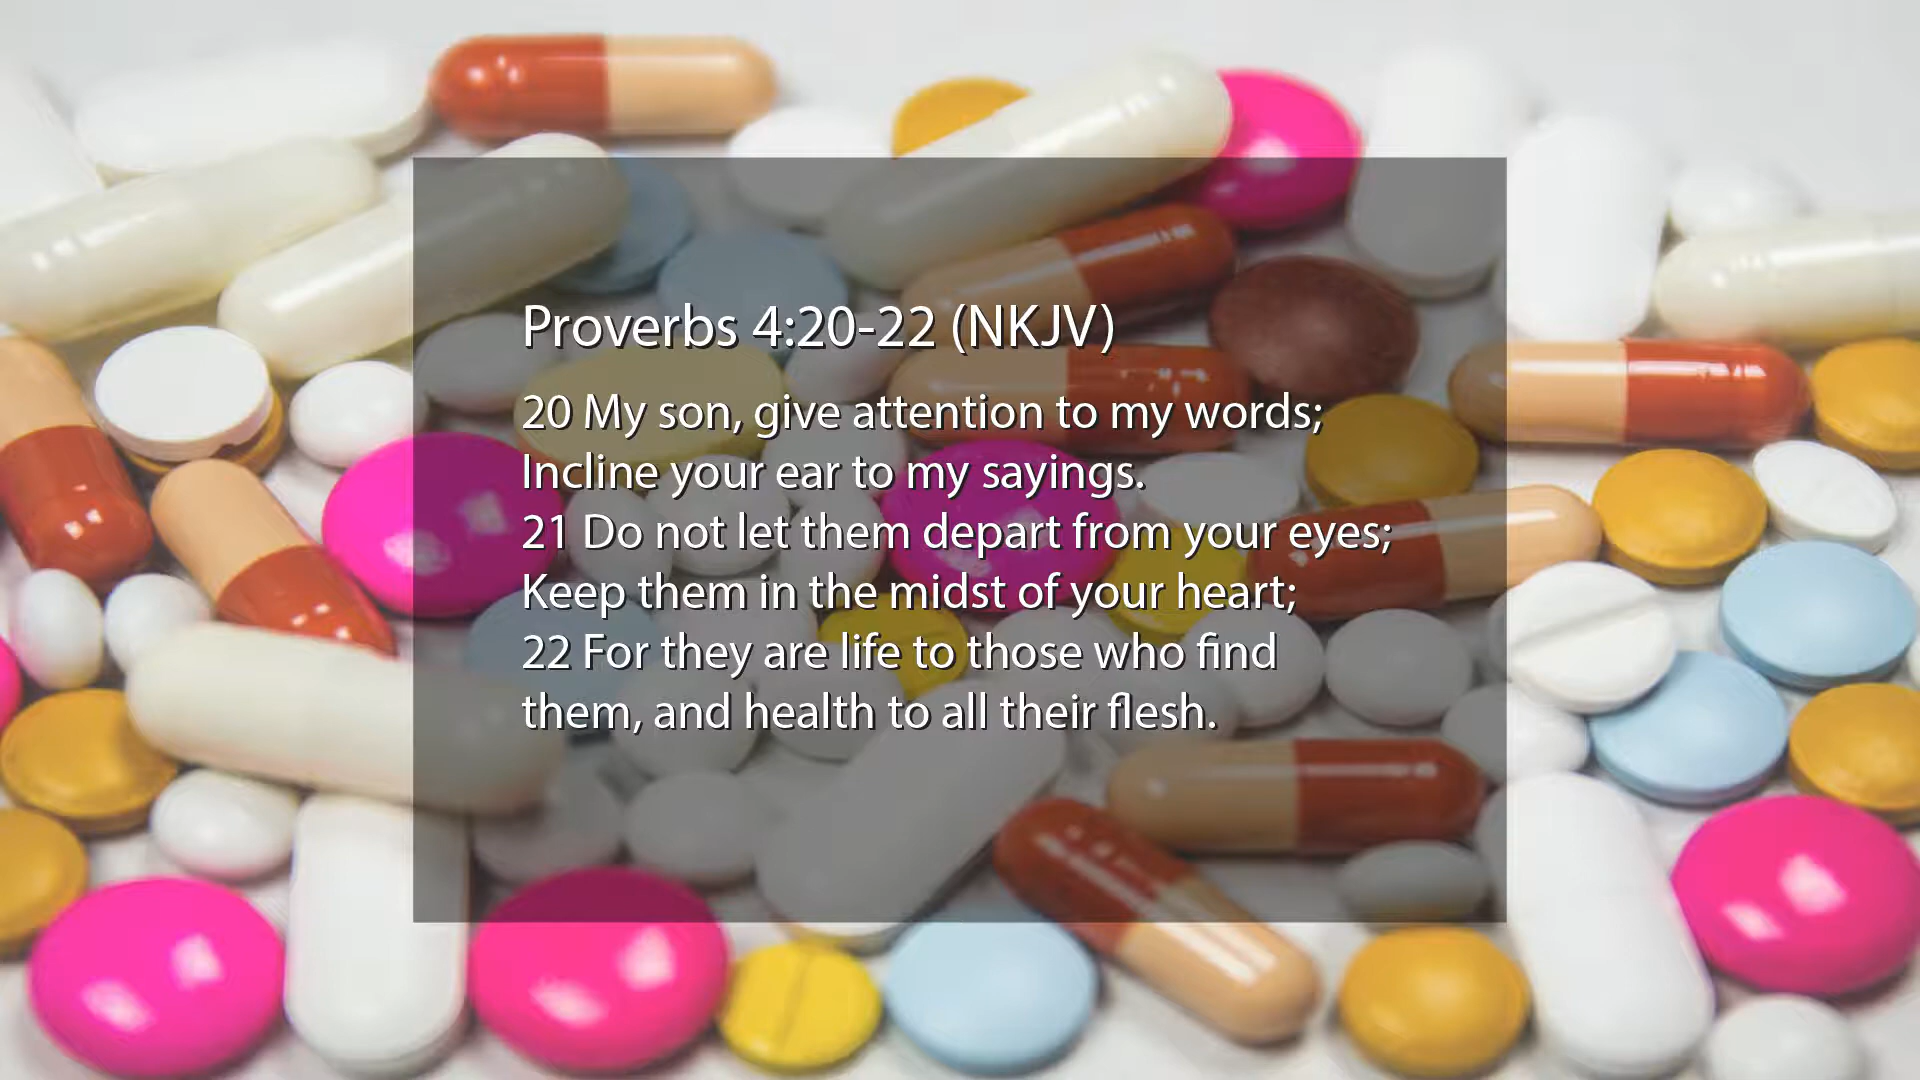 Proverbs 4:20-22 (NKJV)
20 My son, give attention to my words;
Incline your ear to my sayings.
21 Do not let them depart from your eyes;
Keep them in the midst of your heart;
22 For they are life to those who find
them, and health to all their flesh.